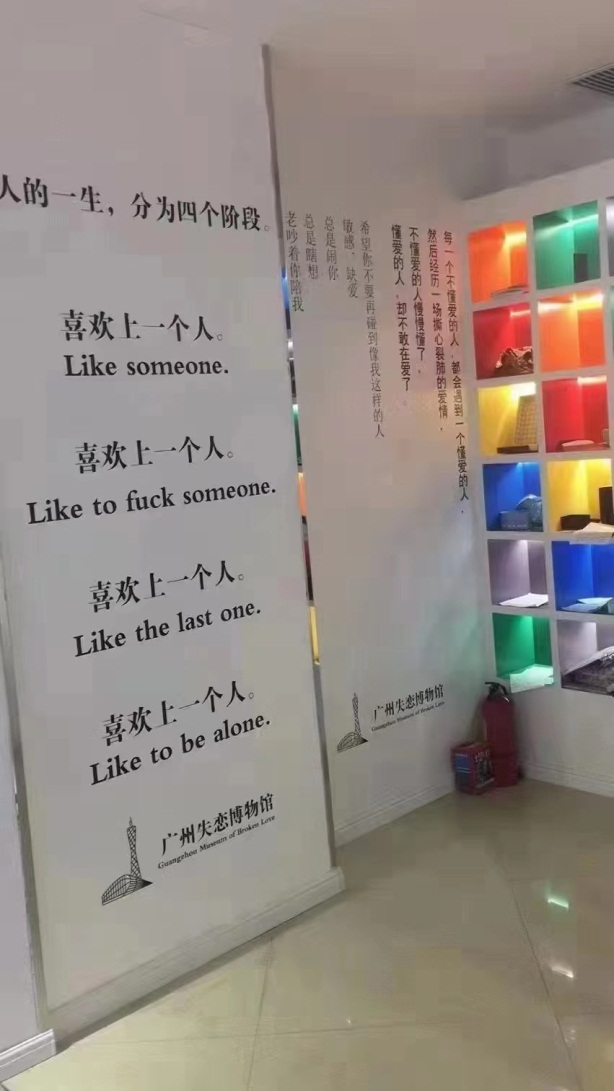 人的一生，分为四个阶段。
喜欢上一个人。
Like someone.
喜欢上一个人。
Like to fuck someone.
喜欢上一个人。
Like the last one.
喜欢上一个人。
Like to be alone.
广州失恋博物馆
Guangzhou Museum of Broken Love
每一个不懂爱的人，都会遇到一个懂爱的人，
然后经历一场撕心裂肺的爱情，
不懂爱的人慢慢懂了，
懂爱的人，却不敢在爱了。
希望你不要再碰到像我这样的人
敏感，缺爱
总是闹你
总是瞎想
老吵着你陪我
广州失恋博物馆
Guangzhou Museum of Broken Love